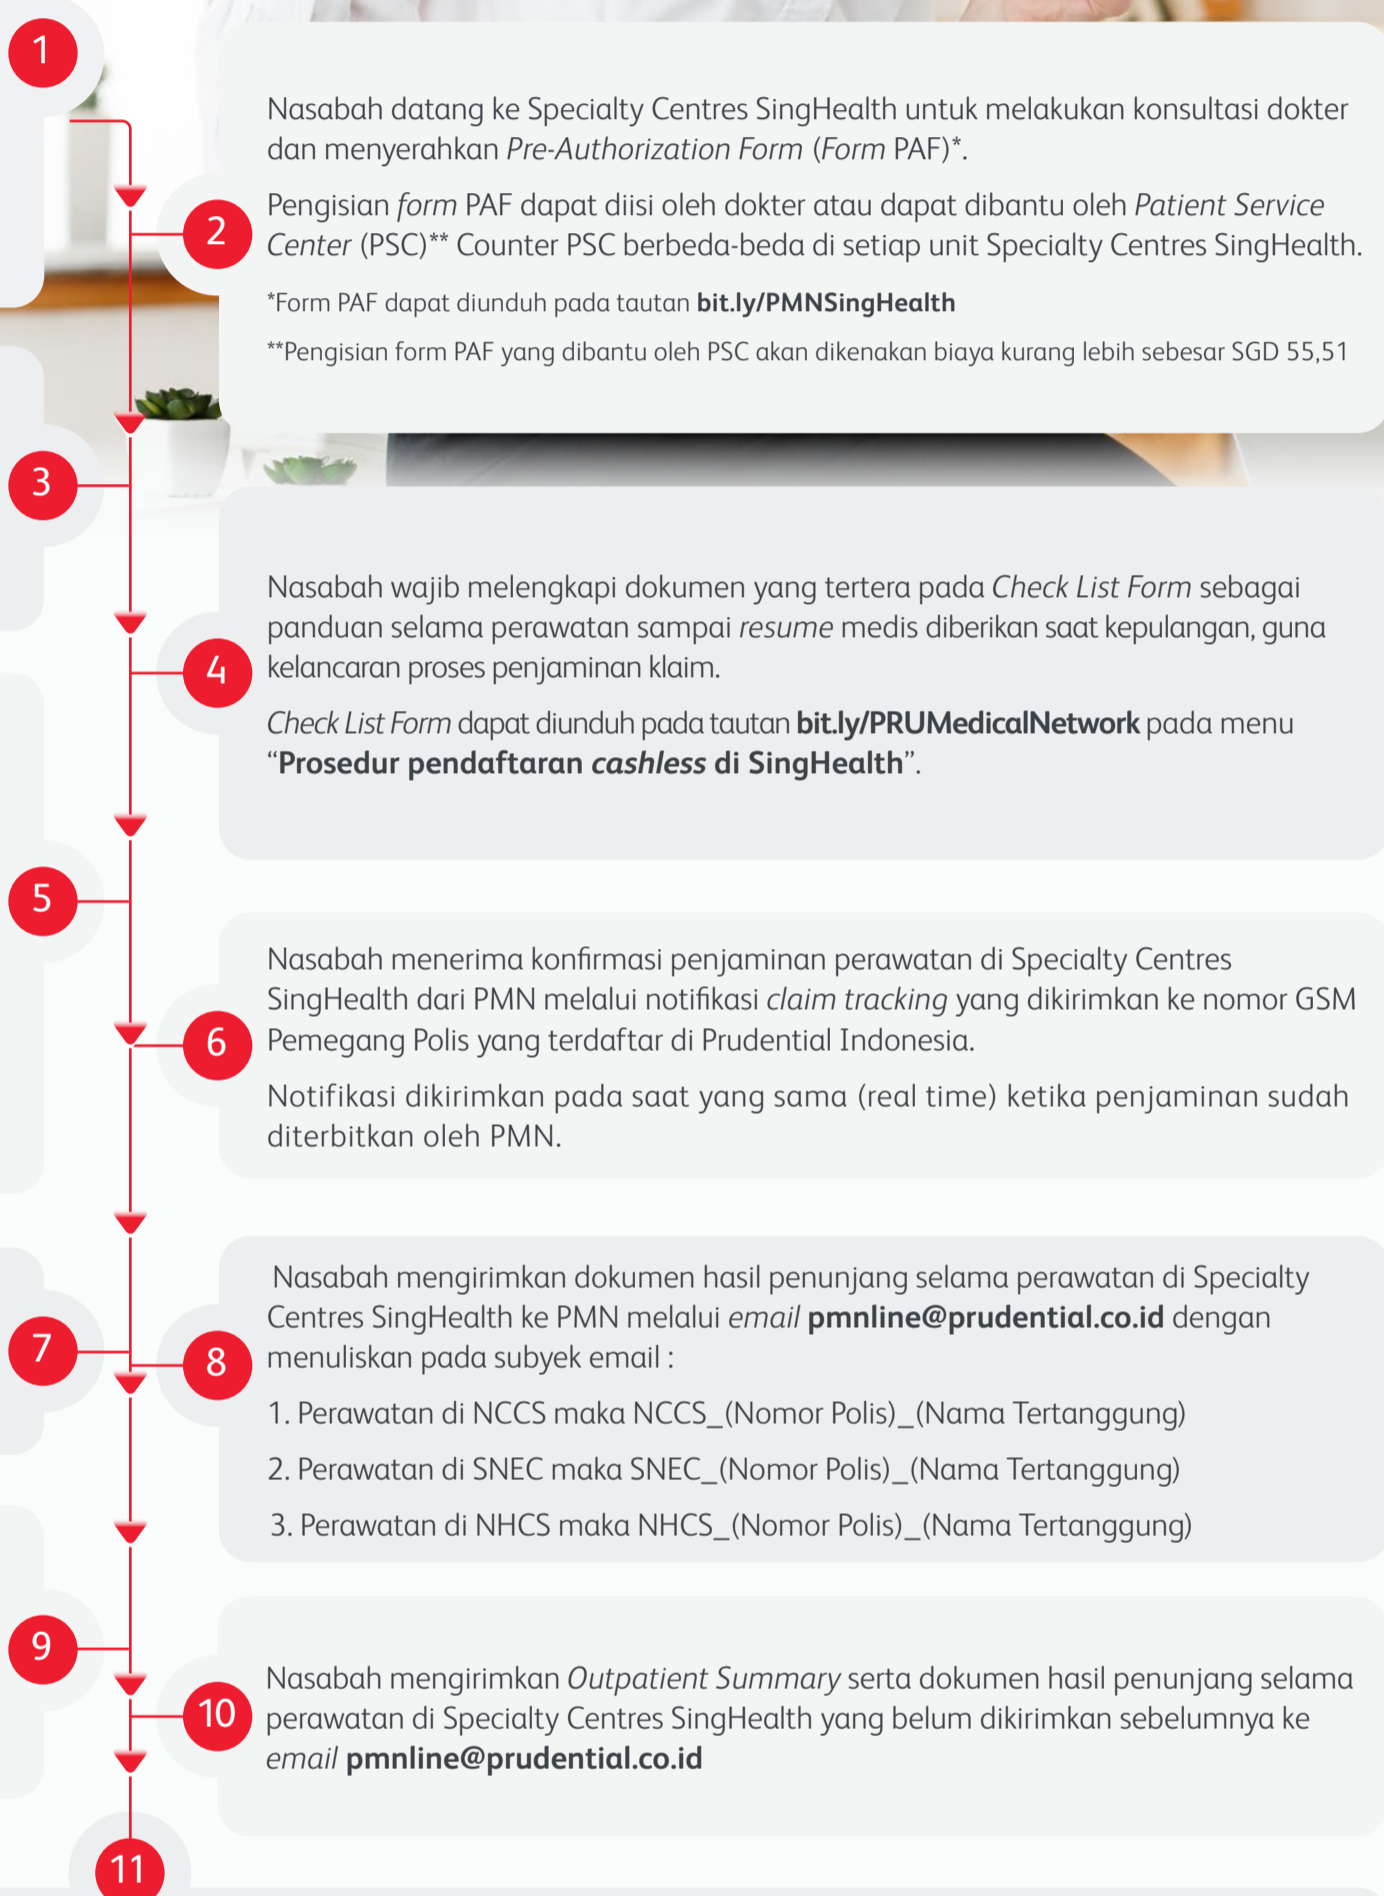 1
Nasabah datang ke Specialty Centres SingHealth untuk melakukan konsultasi dokter
dan menyerahkan Pre-Authorization Form (Form PAF)*.
2
Pengisian form PAF dapat diisi oleh dokter atau dapat dibantu oleh Patient Service
Center (PSC)** Counter PSC berbeda-beda di setiap unit Specialty Centres SingHealth.
*Form PAF dapat diunduh pada tautan bit.ly/PMNSingHealth
**Pengisian form PAF yang dibantu oleh PSC akan dikenakan biaya kurang lebih sebesar SGD 55,51
3
4
Nasabah wajib melengkapi dokumen yang tertera pada Check List Form sebagai
panduan selama perawatan sampai resume medis diberikan saat kepulangan, guna
kelancaran proses penjaminan klaim.
Check List Form dapat diunduh pada tautan bit.ly/PRUMedicalNetwork pada menu
“Prosedur pendaftaran cashless di SingHealth”.
5
6
Nasabah menerima konfirmasi penjaminan perawatan di Specialty Centres
SingHealth dari PMN melalui notifikasi claim tracking yang dikirimkan ke nomor GSM
Pemegang Polis yang terdaftar di Prudential Indonesia.
Notifikasi dikirimkan pada saat yang sama (real time) ketika penjaminan sudah
diterbitkan oleh PMN.
7
8
Nasabah mengirimkan dokumen hasil penunjang selama perawatan di Specialty
Centres SingHealth ke PMN melalui email pmnline@prudential.co.id dengan
menuliskan pada subyek email :
1. Perawatan di NCCS maka NCCS_(Nomor Polis)_(Nama Tertanggung)
2. Perawatan di SNEC maka SNEC_(Nomor Polis)_(Nama Tertanggung)
3. Perawatan di NHCS maka NHCS_(Nomor Polis)_(Nama Tertanggung)
9
10
Nasabah mengirimkan Outpatient Summary serta dokumen hasil penunjang selama
perawatan di Specialty Centres SingHealth yang belum dikirimkan sebelumnya ke
email pmnline@prudential.co.id
11